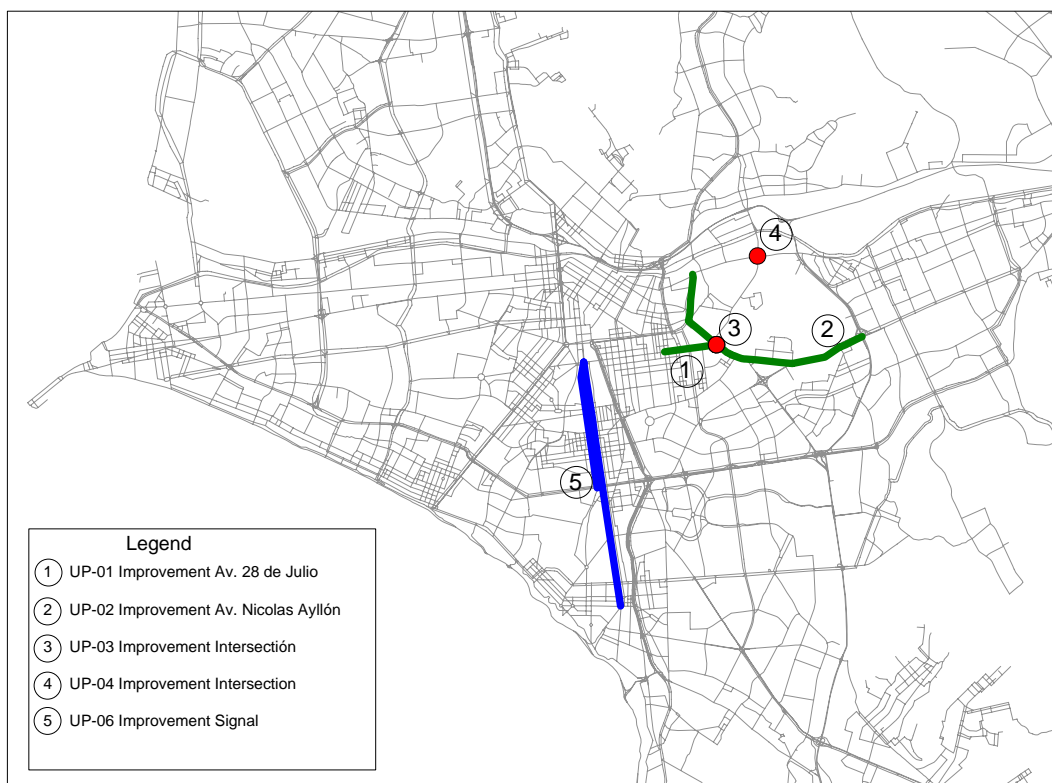 4
3
2
1
5
Legend
1 UP-01 Improvement Av. 28 de Julio
2 UP-02 Improvement Av. Nicolas Ayllón
3 UP-03 Improvement Intersectión
4 UP-04 Improvement Intersection
5 UP-06 Improvement Signal